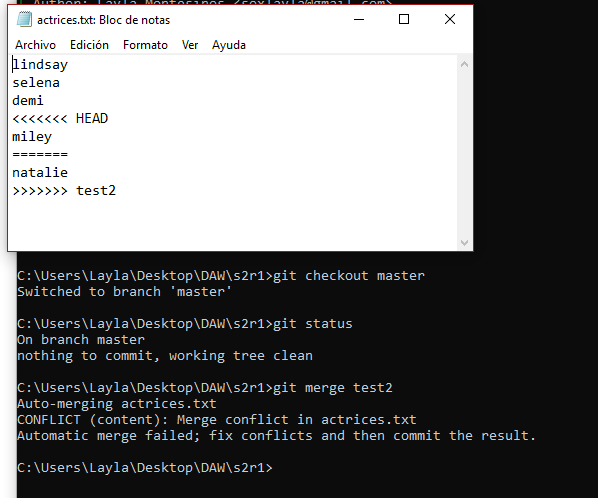 Author: Layla Montesinos
actrices.txt: Bloc de notas
Archivo Edición Formato Ver Ayuda
lindsay
selena
demi
<<<<<<< HEAD
miley
=======
natalie
>>>>>>> test2
C:\Users\Layla\Desktop\DAW\s2r1>git checkout master
Switched to branch 'master'
C:\Users\Layla\Desktop\DAW\s2r1>git status
On branch master
nothing to commit, working tree clean
C:\Users\Layla\Desktop\DAW\s2r1>git merge test2
Auto-merging actrices.txt
CONFLICT (content): Merge conflict in actrices.txt
Automatic merge failed; fix conflicts and then commit the result.
C:\Users\Layla\Desktop\DAW\s2r1>